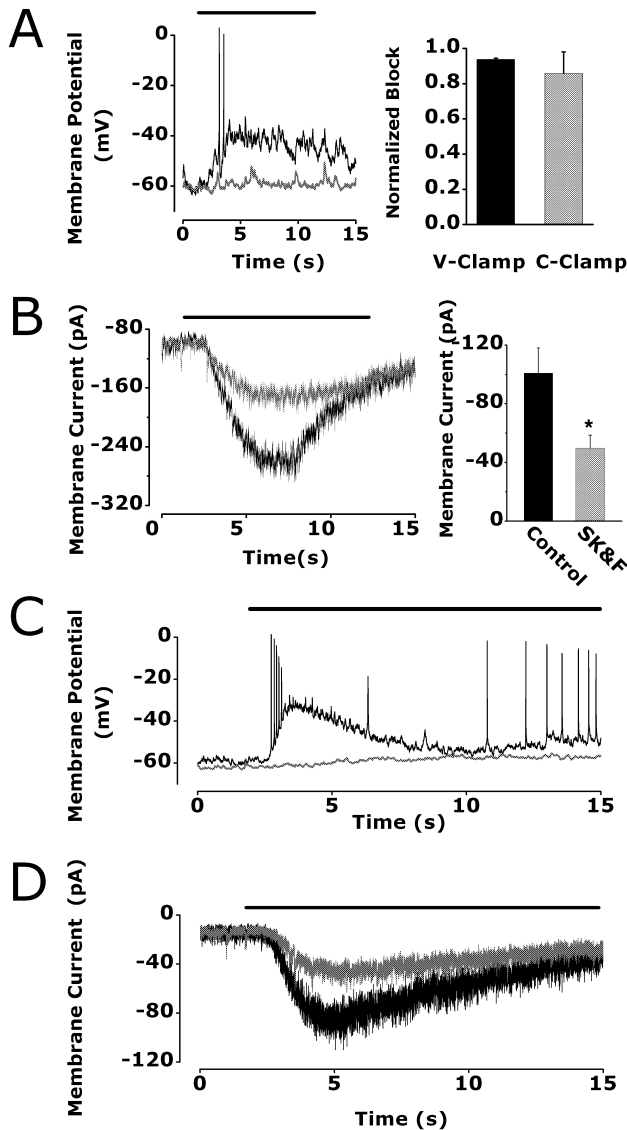 A
Membrane Potential
(mV)
0
-20
-40
-60
0
5
10
15
Time (s)
Normalized Block
1.0
0.8
0.6
0.4
0.2
0.0
V-Clamp C-Clamp
B
Membrane Current (pA)
-80
-160
-240
-320
0
5
10
15
Time(s)
Membrane Current (pA)
-120
-80
-40
0
*
Control
SK&F
C
Membrane Potential
(mV)
0
-20
-40
-60
0
5
10
15
Time (s)
D
Membrane Current (pA)
0
-40
-80
-120
0
5
10
15
Time (s)